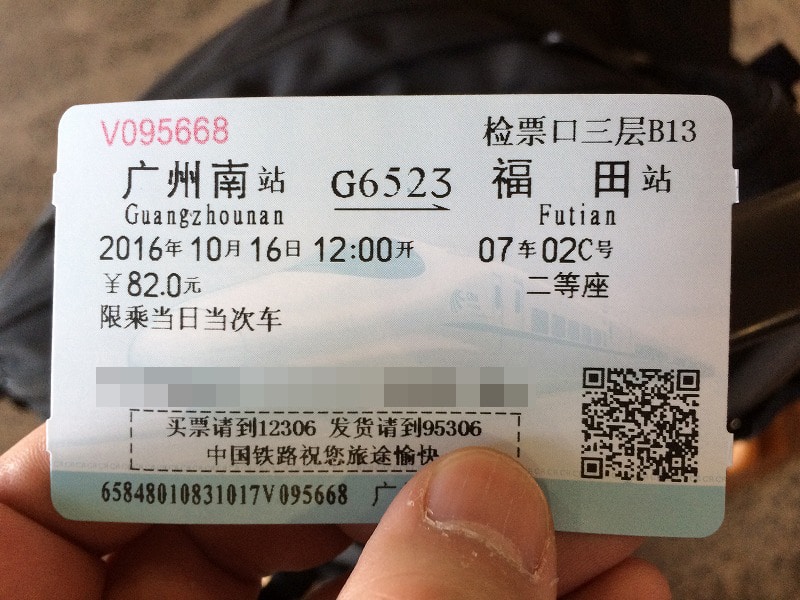 V095668 检票口三层B13
广州南站 G6523 福田站
Guangzhounan Futian
2016年10月16日12:00开 07车02C号
¥82.0元 二等座
限乘当日当次车
买票请到12306 发货请到95306
中国铁路祝您旅途愉快
65848010831017V095668 广